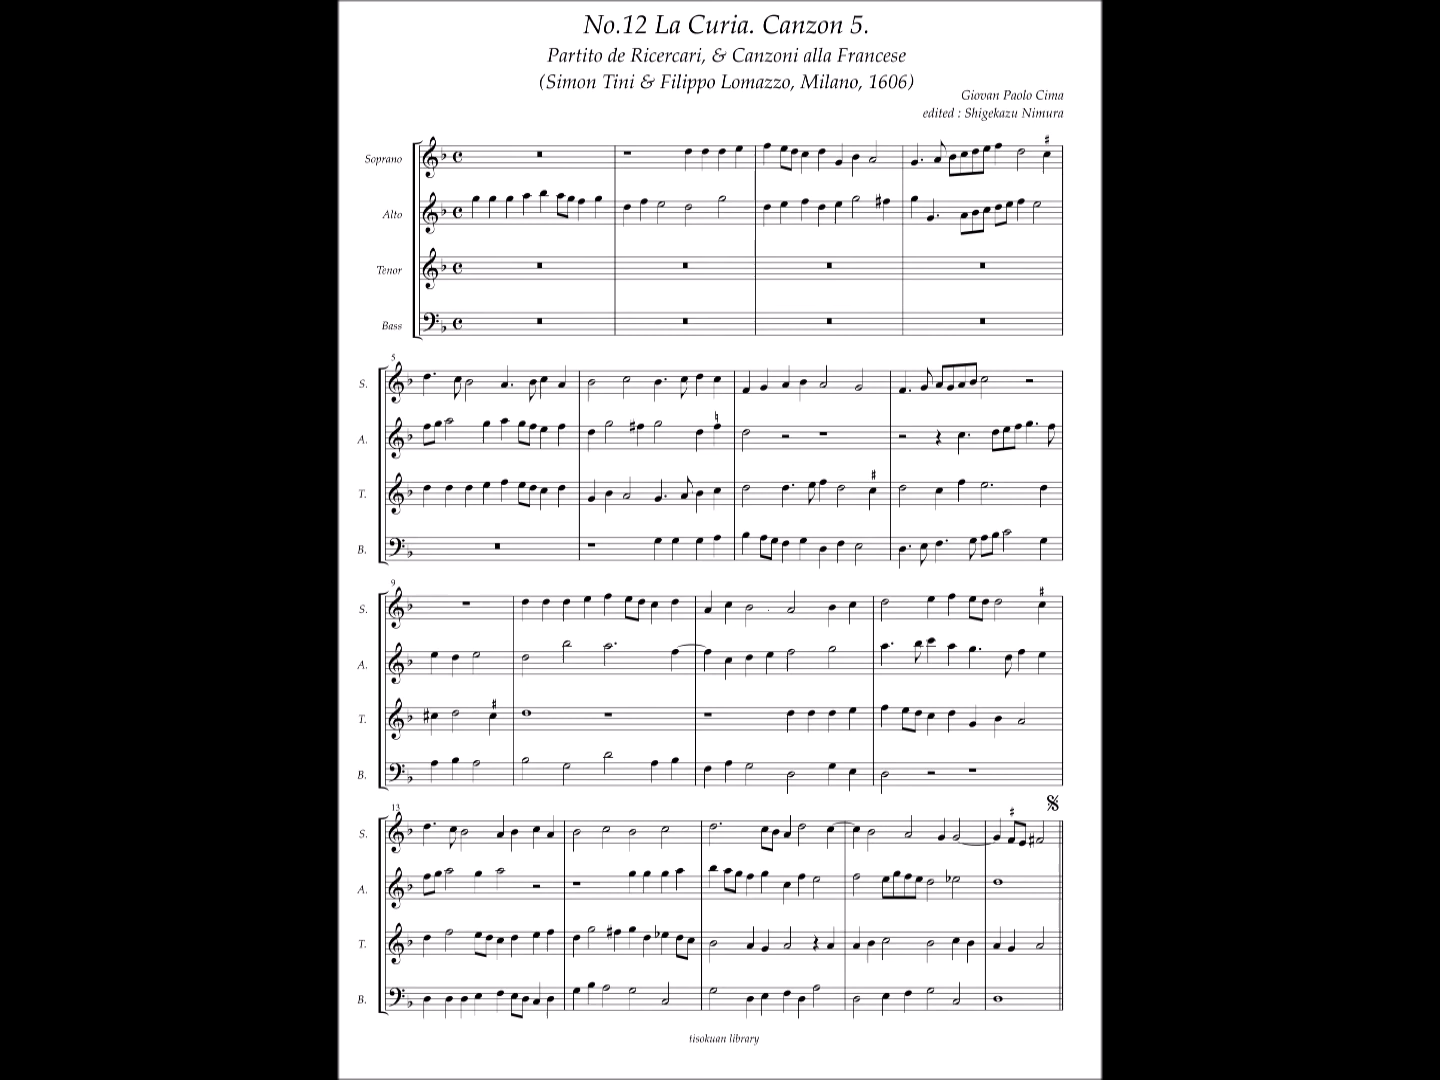 No.12 La Curia. Canzon 5.
Partito de Ricercari, & Canzoni alla Francese
(Simon Tini & Filippo Lomazzo, Milano, 1606)
Giovan Paolo Cima
edited : Shigekazu Nimura
Soprano
Alto
Tenor
Bass
5
S.
A.
T.
B.
9
S.
A.
T.
B.
13
S.
A.
T.
B.
tisokuan library